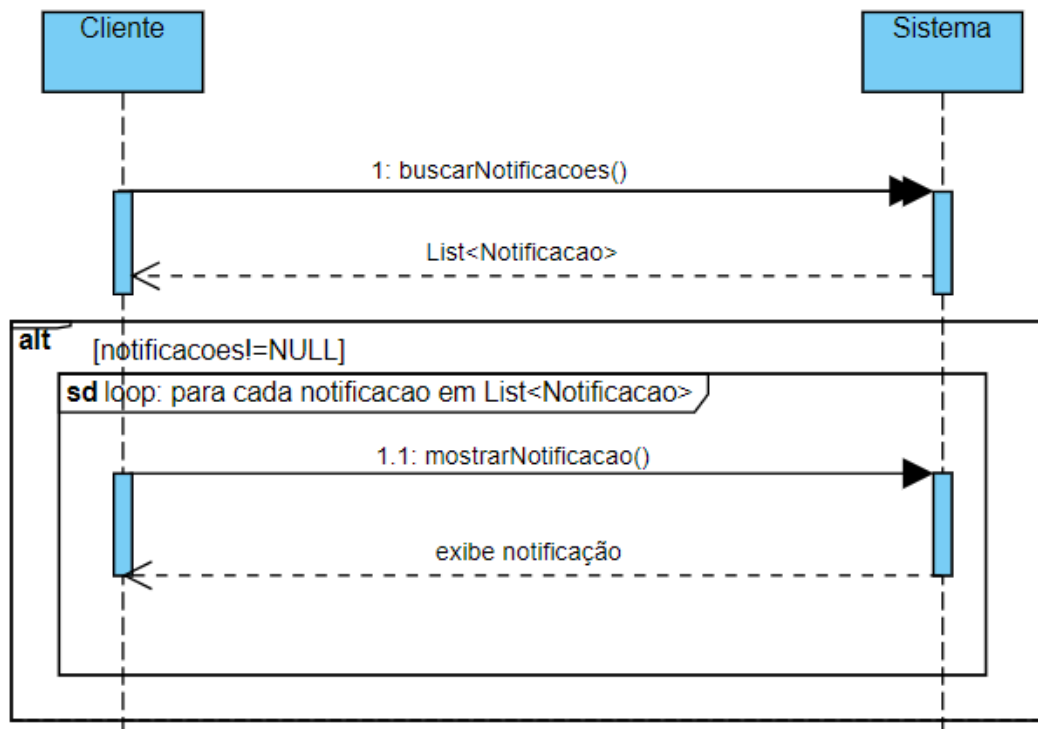 Cliente
Sistema
1: buscarNotificacoes()
List<Notificacao>
alt
[notificacoes!=NULL]
sd loop: para cada notificacao em List<Notificacao>
1.1: mostrarNotificacao()
exibe notificação